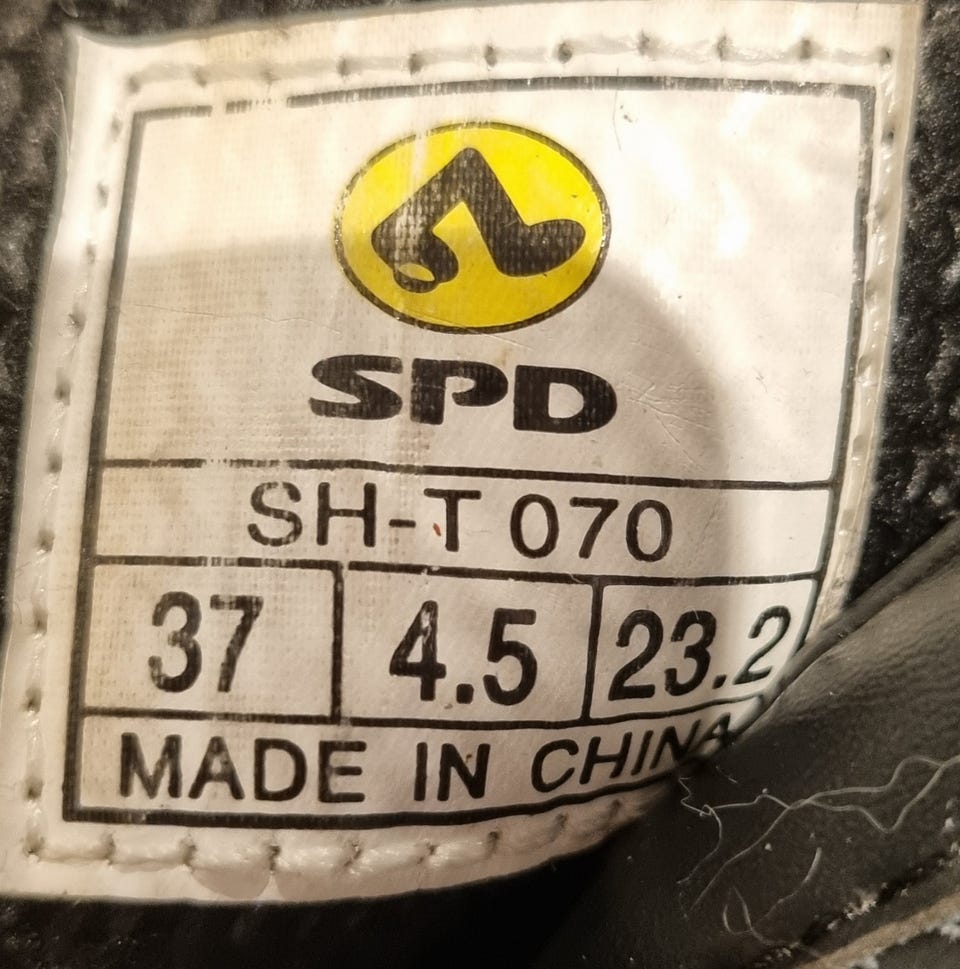 SPD
SH-T 070
37 4.5 23.2
MADE IN CHINA